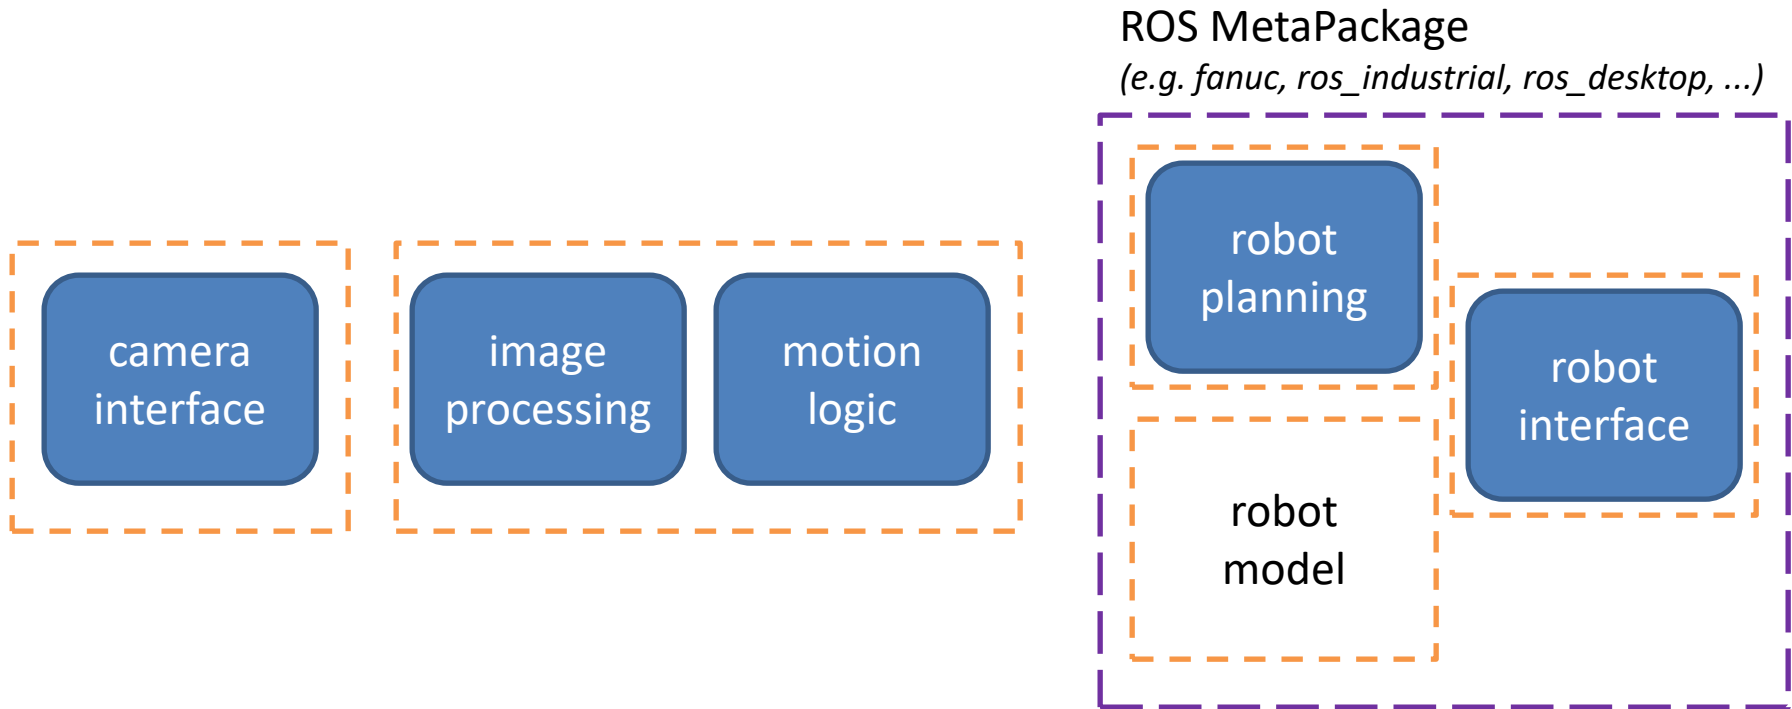 ROS MetaPackage
(e.g. fanuc, ros_industrial, ros_desktop, ...)
camera
interface
image
processing
motion
logic
robot
planning
robot
interface
robot
model